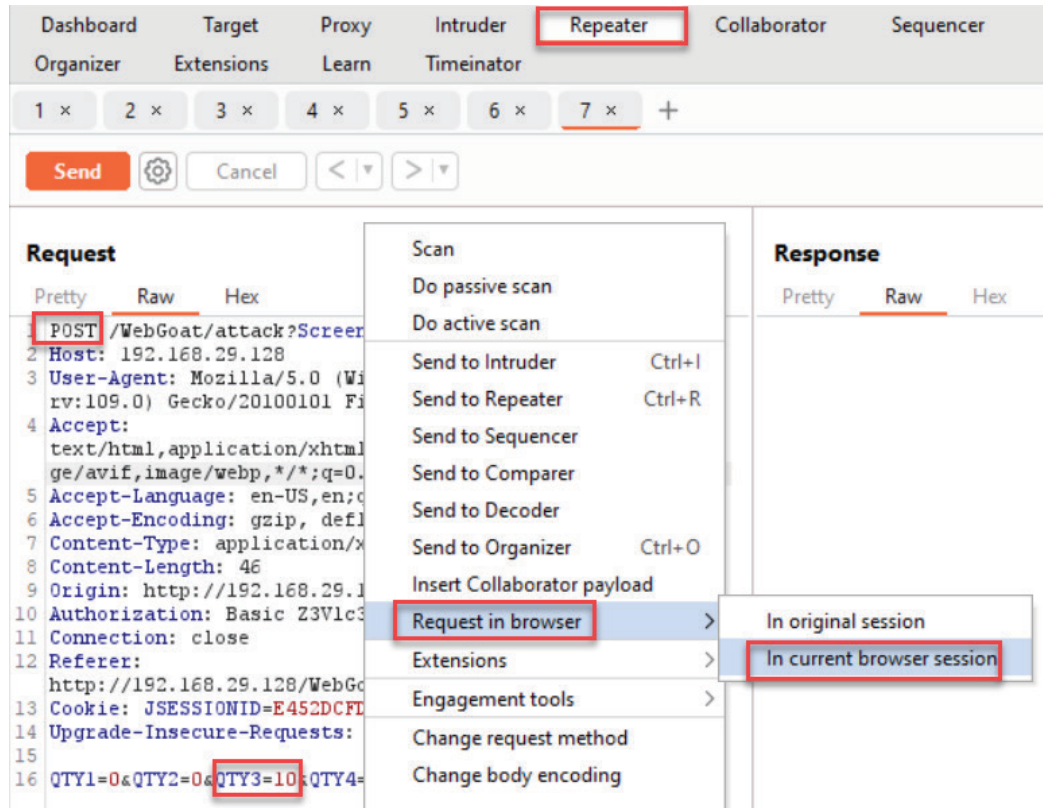 Dashboard Target Proxy Intruder Repeater Collaborator Sequencer
Organizer Extensions Learn Timeinator
1 × 2 × 3 × 4 × 5 × 6 × 7 × +
Send Cancel < > 
Request
Pretty Raw Hex
1 POST /WebGoat/attack?Screen
2 Host: 192.168.29.128
3 User-Agent: Mozilla/5.0 (Wi
rv:109.0) Gecko/20100101 Fi
4 Accept:
text/html,application/xhtml
ge/avif,image/webp,*/*;q=0.
5 Accept-Language: en-US,en;q
6 Accept-Encoding: gzip, defl
7 Content-Type: application/x
8 Content-Length: 46
9 Origin: http://192.168.29.1
10 Authorization: Basic Z3Vlc3
11 Connection: close
12 Referer:
http://192.168.29.128/WebGo
13 Cookie: JSESSIONID=E452DCFD
14 Upgrade-Insecure-Requests:
15
16 QTY1=0&QTY2=0&QTY3=10&QTY4=
Scan
Do passive scan
Do active scan
Send to Intruder Ctrl+I
Send to Repeater Ctrl+R
Send to Sequencer
Send to Comparer
Send to Decoder
Send to Organizer Ctrl+O
Insert Collaborator payload
Request in browser >
Extensions >
Engagement tools >
Change request method
Change body encoding
In original session
In current browser session
Response
Pretty Raw Hex